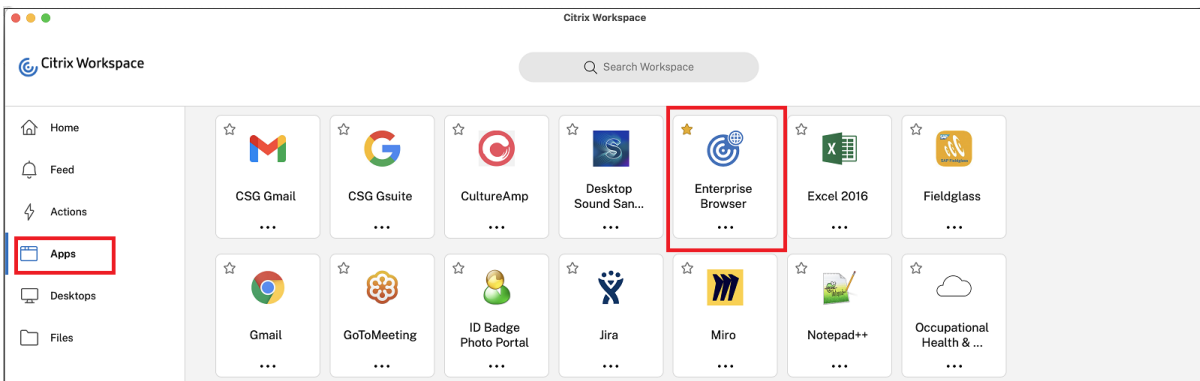 Citrix Workspace
Citrix Workspace
Search Workspace
Home
Feed
Actions
Apps
Desktops
Files
CSG Gmail
CSG Gsuite
CultureAmp
Desktop
Sound San...
Enterprise
Browser
Excel 2016
Fieldglass
Gmail
GoToMeeting
ID Badge
Photo Portal
Jira
Miro
Notepad++
Occupational
Health & ...